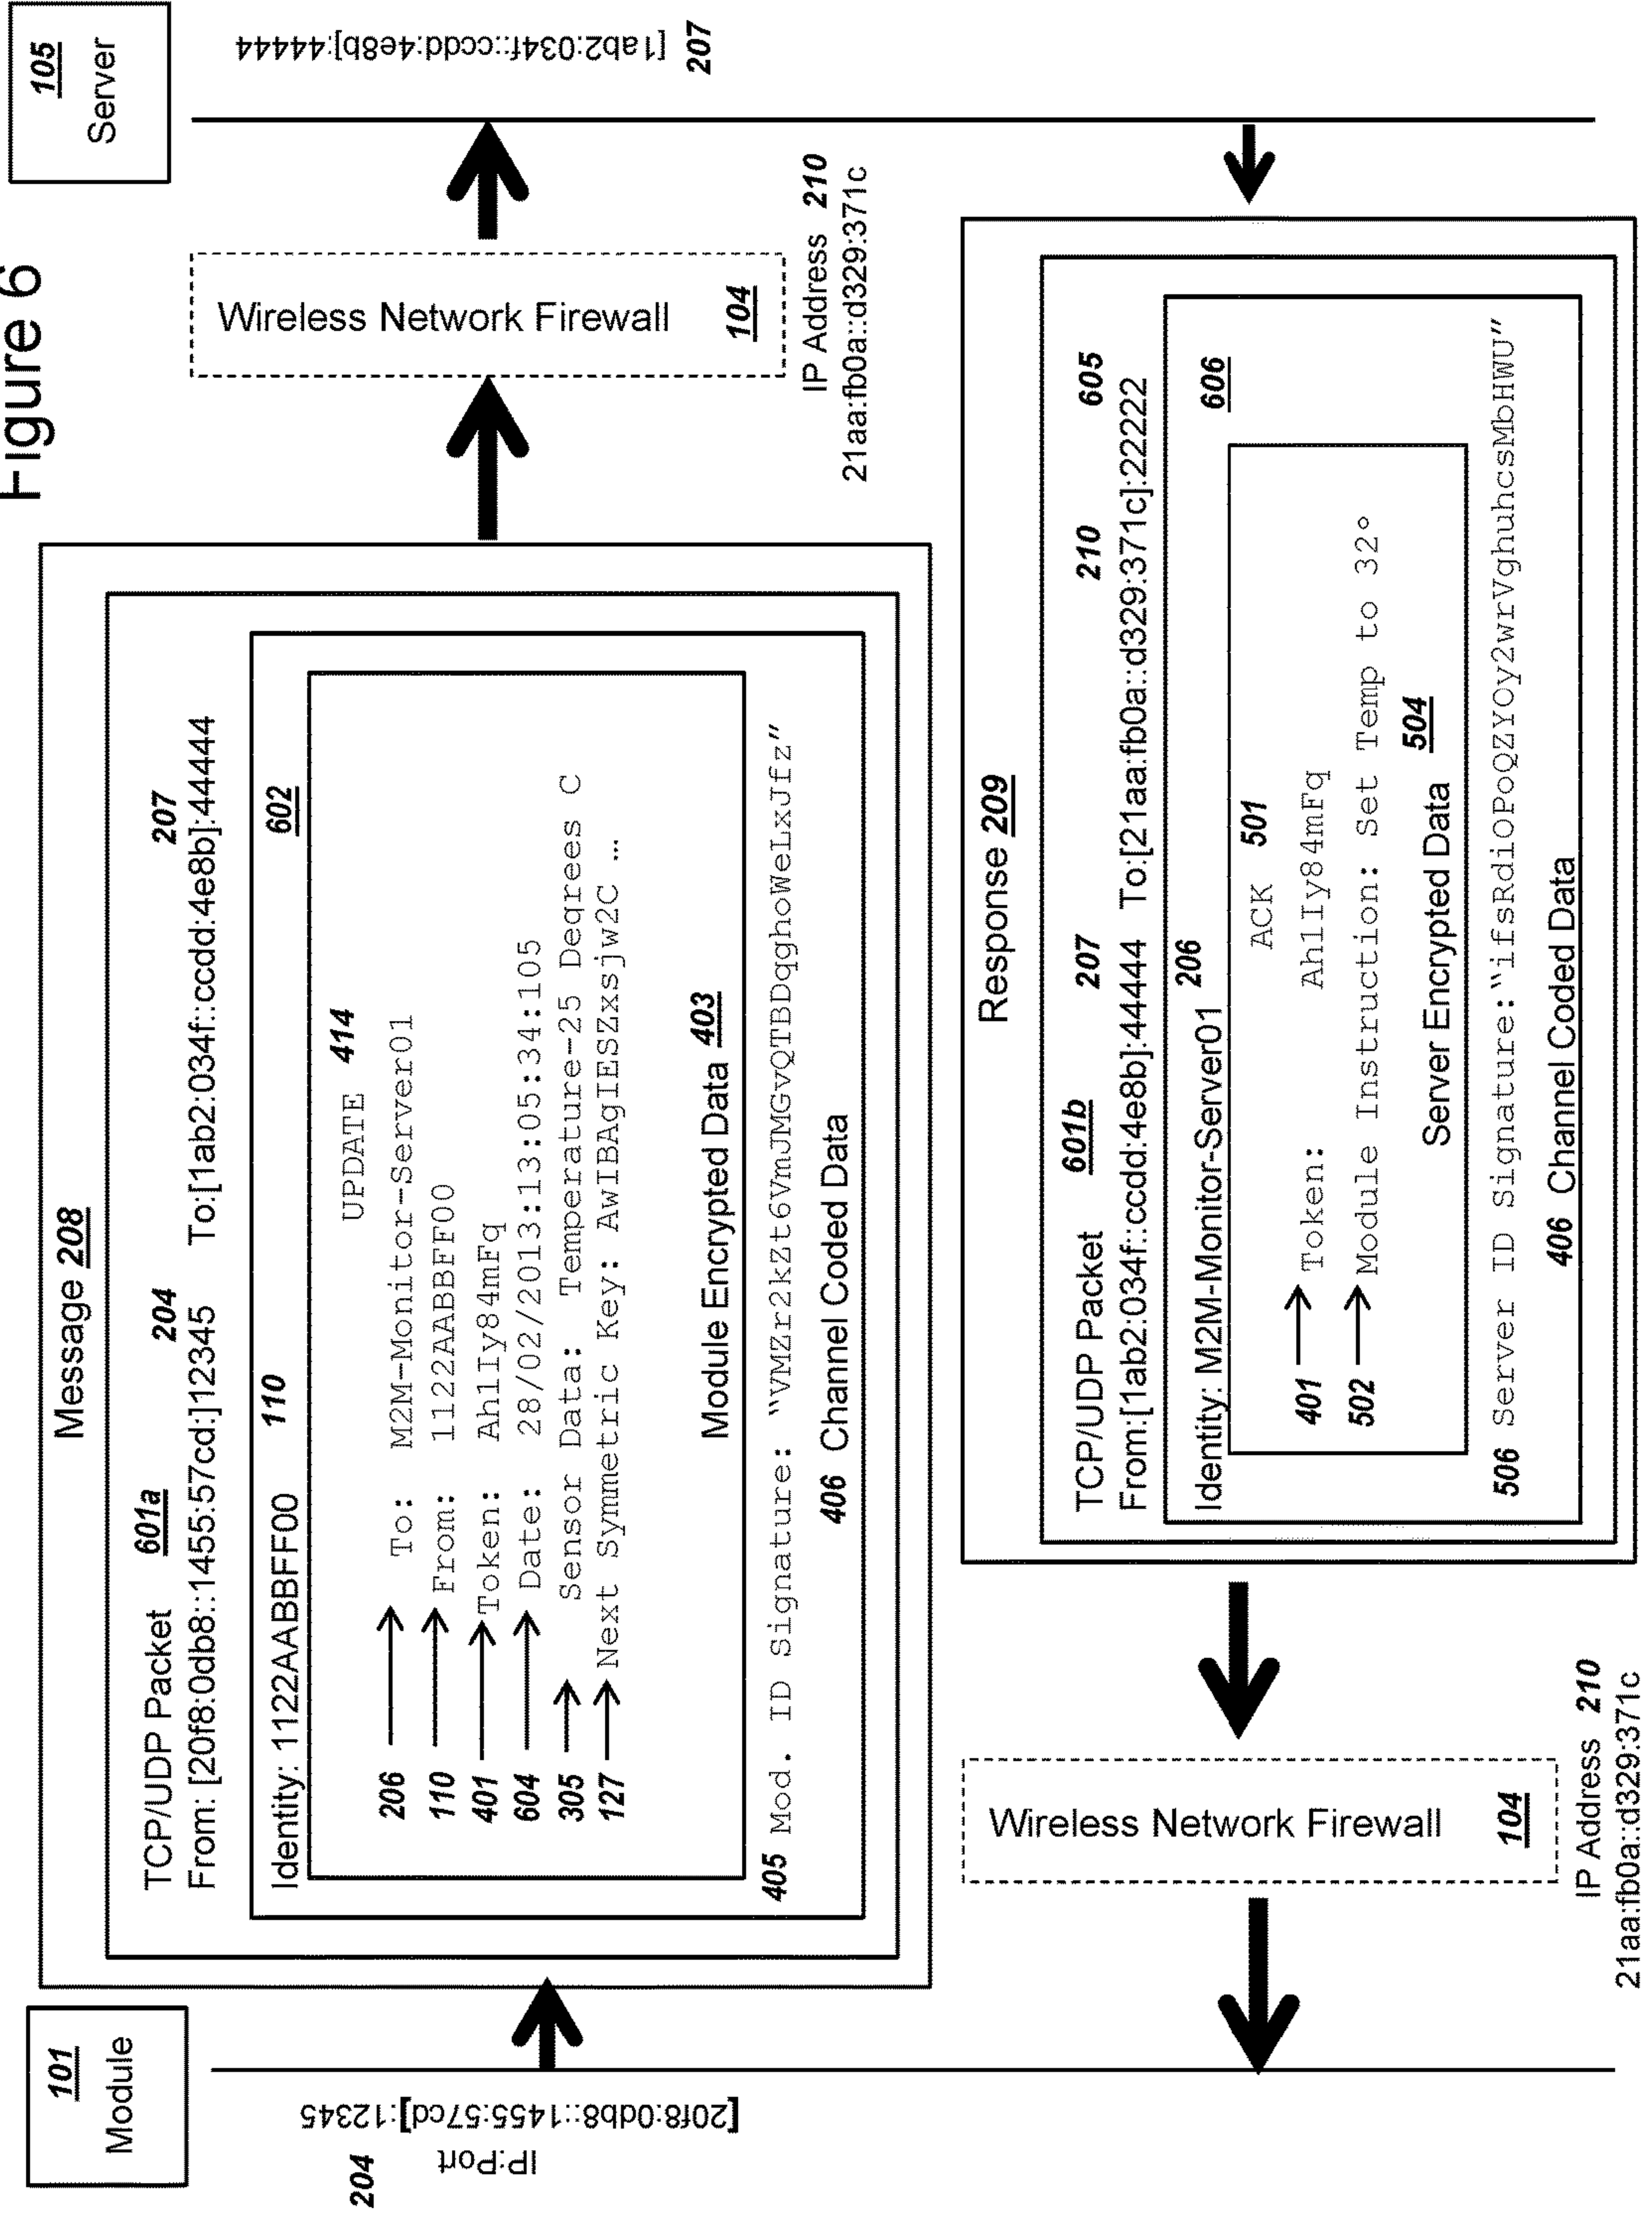 Figure 6
101
Module
105
Server
204
IP:Port
[20f8:0db8::1455:57cd]:12345
[1ab2:034f::ccdd:4e8b]:44444
207
Message 208
TCP/UDP Packet 601a 204 207
From: [20f8:0db8::1455:57cd:]12345 To:[1ab2:034f::ccdd:4e8b]:44444
Identity: 1122AABBFF00 110 602
UPDATE 414
206 To: M2M-Monitor-Server01
110 From: 1122AABBFF00
401 Token: Ah1Iy84mFq
604 Date: 28/02/2013:13:05:34:105
305 Sensor Data: Temperature-25 Degrees C
127 Next Symmetric Key: AwIBAgIESZxsjw2C ...
Module Encrypted Data 403
405 Mod. ID Signature: "VMZr2kZt6VmJMGvQTBDqghoWeLxJfz"
406 Channel Coded Data
Wireless Network Firewall
104
IP Address 210
21aa:fb0a::d329:371c
Response 209
TCP/UDP Packet 601b 207 210 605
From:[1ab2:034f::ccdd:4e8b]:44444 To:[21aa:fb0a::d329:371c]:22222
Identity: M2M-Monitor-Server01 206 606
ACK 501
401 Token: Ah1Iy84mFq
502 Module Instruction: Set Temp to 32°
Server Encrypted Data 504
506 Server ID Signature:"ifsRdiOPoQZYOy2wrVghuhcsMbHWU"
406 Channel Coded Data
Wireless Network Firewall
104
IP Address 210
21aa:fb0a::d329:371c